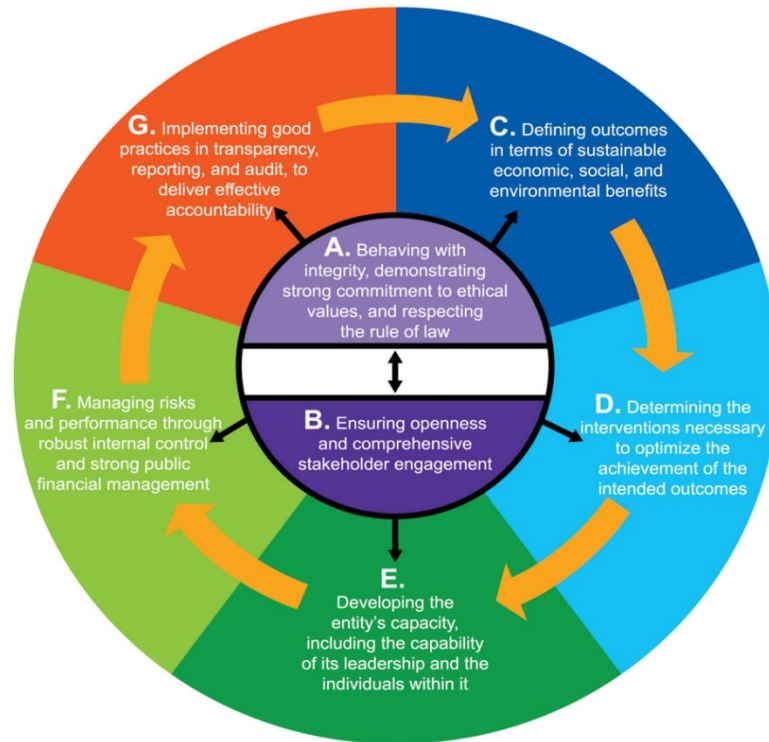 A. Behaving with
integrity, demonstrating
strong commitment to ethical
values, and respecting
the rule of law
B. Ensuring openness
and comprehensive
stakeholder engagement
C. Defining outcomes
in terms of sustainable
economic, social, and
environmental benefits
D. Determining the
interventions necessary
to optimize the
achievement of the
intended outcomes
E.
Developing the
entity’s capacity,
including the capability
of its leadership and the
individuals within it
F. Managing risks
and performance through
robust internal control
and strong public
financial management
G. Implementing good
practices in transparency,
reporting, and audit, to
deliver effective
accountability